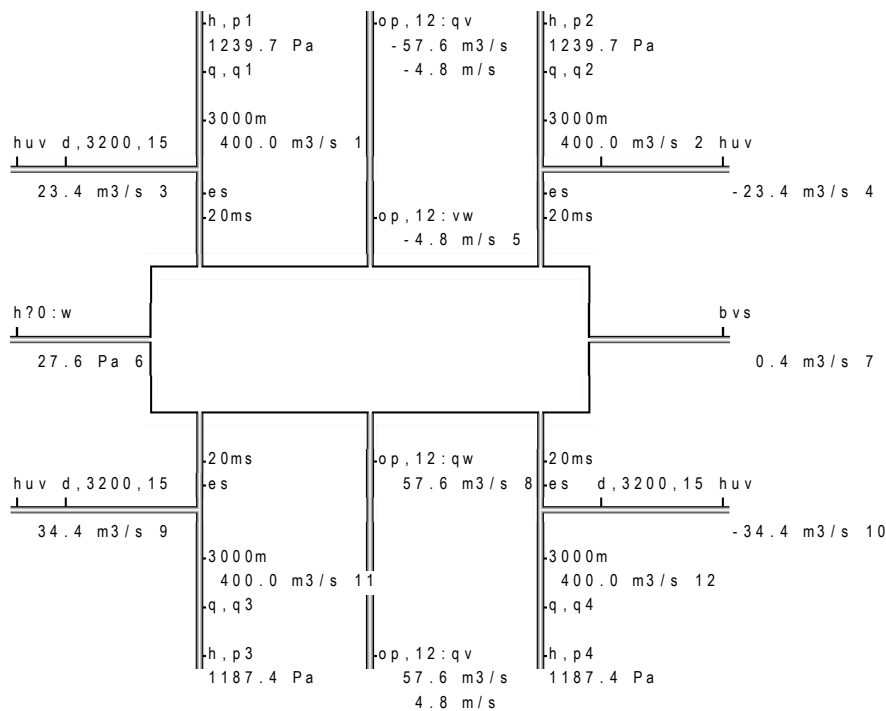 h,p1 op,12:qv h,p2
1239.7 Pa -57.6 m3/s 1239.7 Pa
q,q1 -4.8 m/s q,q2
3000m 3000m
huv d,3200,15 400.0 m3/s 1 400.0 m3/s 2 huv
23.4 m3/s 3 es es -23.4 m3/s 4
20ms op,12:vw 20ms
-4.8 m/s 5
h?0:w bvs
27.6 Pa 6 0.4 m3/s 7
20ms op,12:qw 20ms
huv d,3200,15 es 57.6 m3/s 8 es d,3200,15 huv
34.4 m3/s 9 -34.4 m3/s 10
3000m 3000m
400.0 m3/s 11 400.0 m3/s 12
q,q3 q,q4
h,p3 op,12:qv h,p4
1187.4 Pa 57.6 m3/s 1187.4 Pa
4.8 m/s